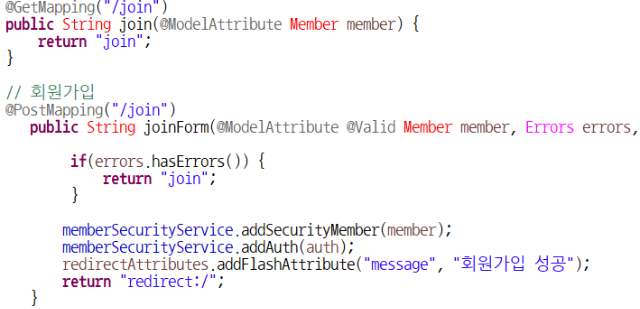 @GetMapping("/join")
public String join(@ModelAttribute Member member) {
    return "join";
}

// 회원가입
@PostMapping("/join")
   public String joinForm(@ModelAttribute @Valid Member member, Errors errors,

        if(errors.hasErrors()) {
            return "join";
        }

       memberSecurityService.addSecurityMember(member);
       memberSecurityService.addAuth(auth);
       redirectAttributes.addFlashAttribute("message", "회원가입 성공");
       return "redirect:/";
   }